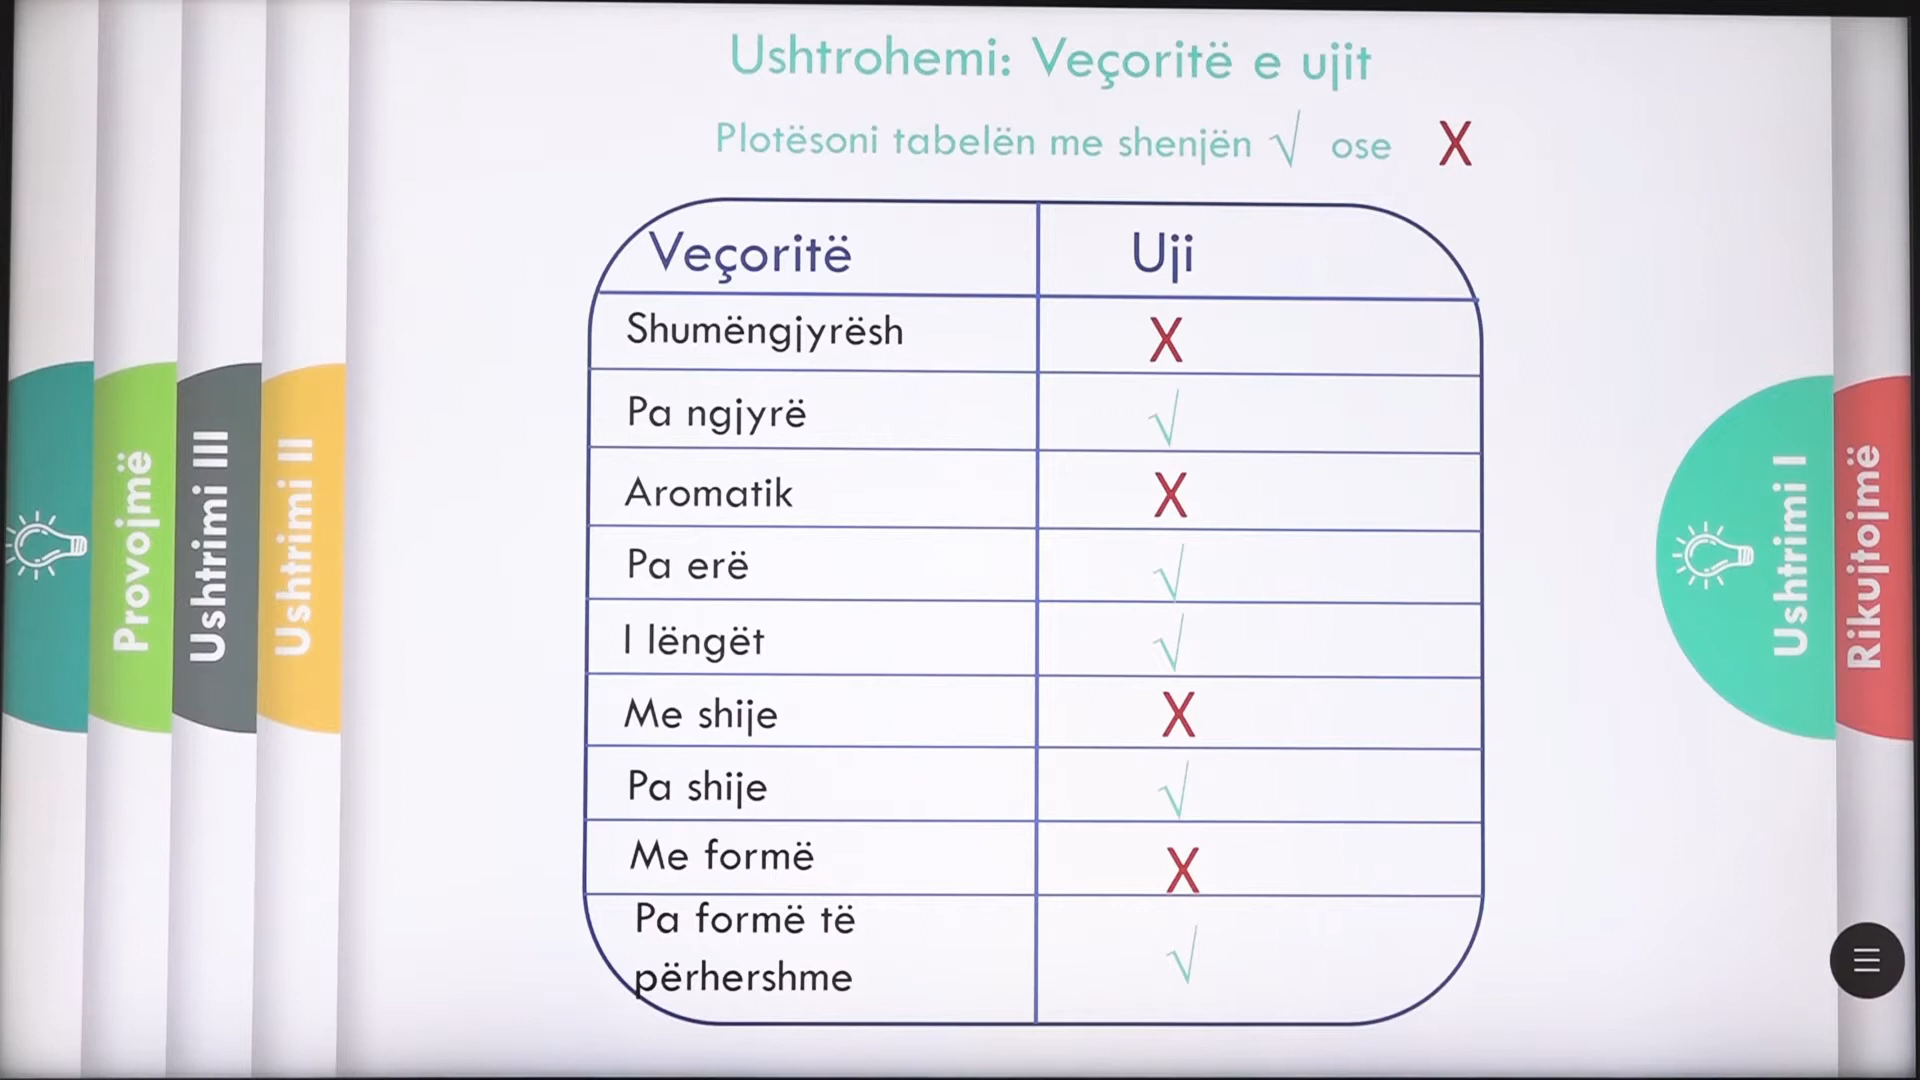 Ushtrohemi: Veçoritë e ujit
Plotësoni tabelën me shenjën √ ose X
Veçoritë Uji
Shumëngjyrësh X
Pa ngjyrë √
Aromatik X
Pa erë √
I lëngët √
Me shije X
Pa shije √
Me formë X
Pa formë të
përhershme √
Provojmë
Ushtrimi III
Ushtrimi II
Ushtrimi I
Rikujtojmë